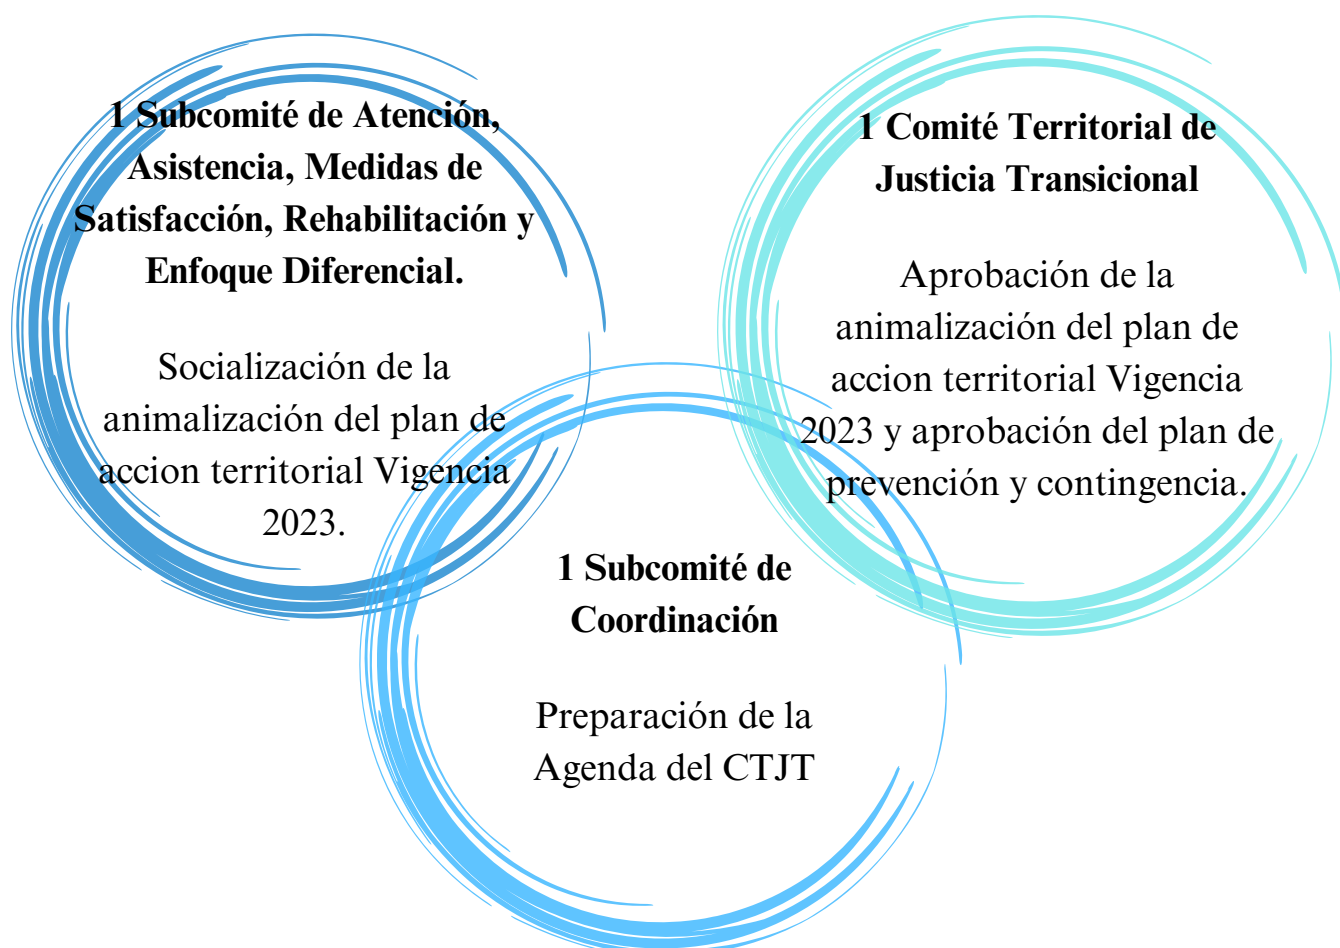 1 Subcomité de Atención,
Asistencia, Medidas de
Satisfacción, Rehabilitación y
Enfoque Diferencial.
Socialización de la
animalización del plan de
accion territorial Vigencia
2023.
1 Comité Territorial de
Justicia Transicional
Aprobación de la
animalización del plan de
accion territorial Vigencia
2023 y aprobación del plan de
prevención y contingencia.
1 Subcomité de
Coordinación
Preparación de la
Agenda del CTJT